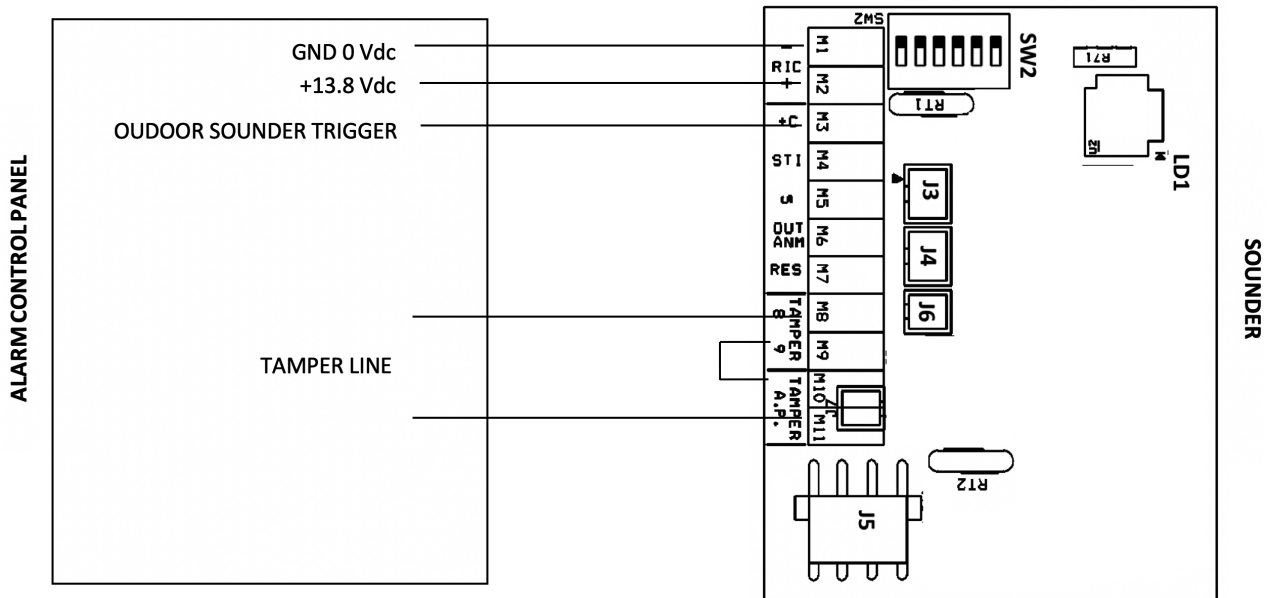 GND 0 Vdc
+13.8 Vdc
OUDOOR SOUNDER TRIGGER
TAMPER LINE
ALARM CONTROL PANEL
SOUNDER
SW2
SW2
- RIC +
+C
STI
S
OUT
ANM
RES
8 9 TAMPER
TAMPER
A.P.
M1
M2
M3
M4
M5
M6
M7
M8
M9
M10
M11
J7
RT1
J3
J4
J6
J5
RT2
R71
LD1